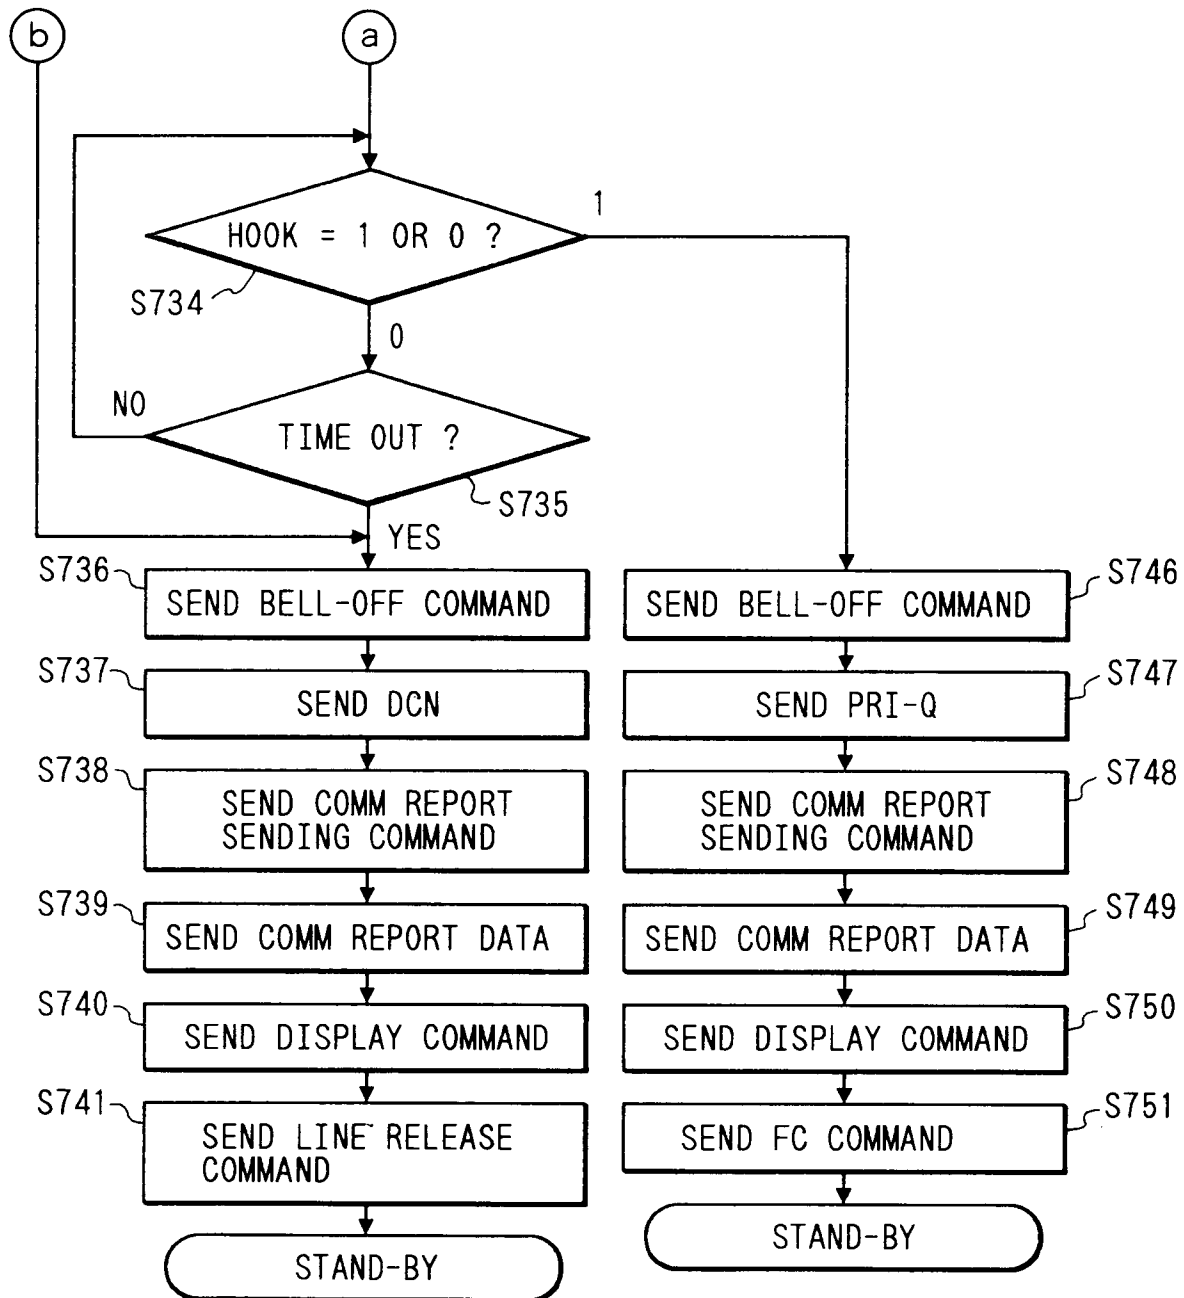 b
a
HOOK = 1 OR 0 ?
1
S734
0
NO
TIME OUT ?
S735
YES
S736
SEND BELL-OFF COMMAND
S737
SEND DCN
S738
SEND COMM REPORT
SENDING COMMAND
S739
SEND COMM REPORT DATA
S740
SEND DISPLAY COMMAND
S741
SEND LINE RELEASE
COMMAND
STAND-BY
S746
SEND BELL-OFF COMMAND
S747
SEND PRI-Q
S748
SEND COMM REPORT
SENDING COMMAND
S749
SEND COMM REPORT DATA
S750
SEND DISPLAY COMMAND
S751
SEND FC COMMAND
STAND-BY